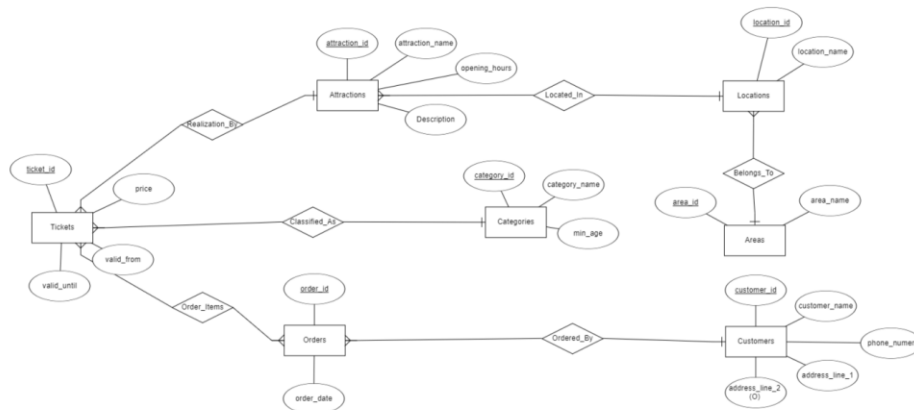 location_id
attraction_id
attraction_name
location_name
opening_hours
Attractions
Located_In
Locations
Description
Realization_By
ticket_id
category_id
Belongs_To
price
category_name
area_id
area_name
Tickets
Classified_As
Categories
min_age
Areas
valid_from
valid_until
order_id
customer_id
Order_Items
customer_name
Orders
Ordered_By
Customers
phone_numer
address_line_1
order_date
address_line_2
(O)